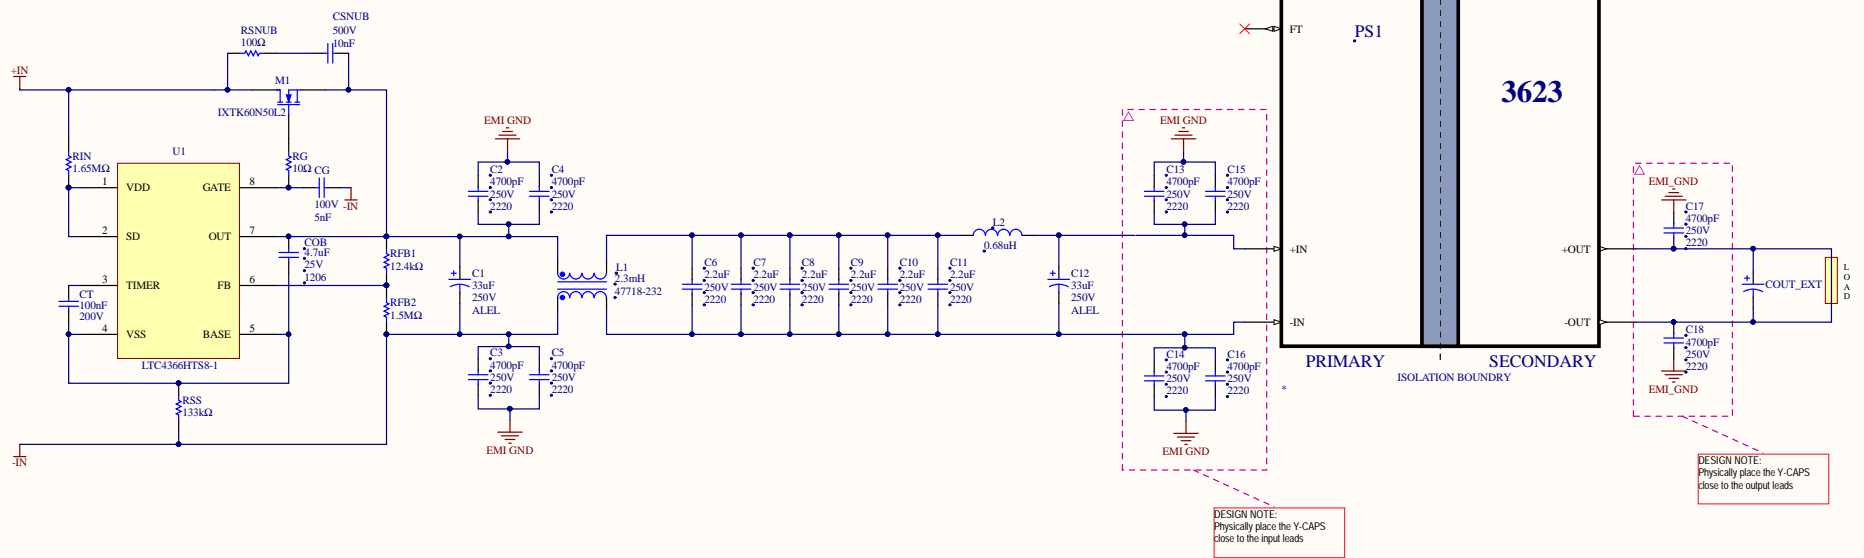 +IN
RSNUB
100Ω
CSNUB
500V
10nF
M1
IXTK60N50L2
RIN
1.65MΩ
U1
1
VDD
GATE
8
2
SD
OUT
7
3
TIMER
FB
6
4
VSS
BASE
5
LTC4366HTS8-1
RG
10Ω
CG
100V
5nF
-IN
COB
4.7uF
25V
1206
CT
100nF
200V
RFB1
12.4kΩ
RFB2
1.5MΩ
RSS
133kΩ
-IN
EMI GND
C2
4700pF
250V
2220
C4
4700pF
250V
2220
C1
33uF
250V
ALEL
C3
4700pF
250V
2220
C5
4700pF
250V
2220
EMI GND
L1
2.3mH
47718-232
C6
2.2uF
250V
2220
C7
2.2uF
250V
2220
C8
2.2uF
250V
2220
C9
2.2uF
250V
2220
C10
2.2uF
250V
2220
C11
2.2uF
250V
2220
L2
0.68uH
C12
33uF
250V
ALEL
EMI GND
C13
4700pF
250V
2220
C15
4700pF
250V
2220
C14
4700pF
250V
2220
C16
4700pF
250V
2220
EMI GND
DESIGN NOTE:
Physically place the Y-CAPS
close to the input leads
FT
PS1
3623
+IN
-IN
+OUT
-OUT
PRIMARY
SECONDARY
ISOLATION BOUNDRY
*
EMI_GND
C17
4700pF
250V
2220
C18
4700pF
250V
2220
EMI_GND
COUT_EXT
LOAD
DESIGN NOTE:
Physically place the Y-CAPS
close to the output leads